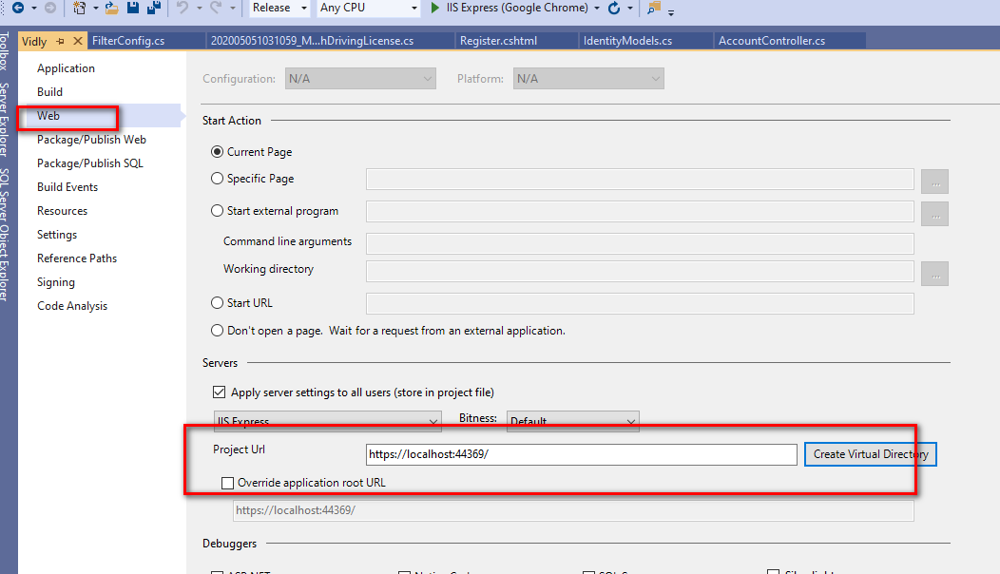 Release Any CPU IIS Express (Google Chrome)
Vidly FilterConfig.cs 202005051031059_M...hDrivingLicense.cs Register.cshtml IdentityModels.cs AccountController.cs
Toolbox
Server Explorer
SQL Server Object Explorer
Application
Build
Web
Package/Publish Web
Package/Publish SQL
Build Events
Resources
Settings
Reference Paths
Signing
Code Analysis
Configuration: N/A Platform: N/A
Start Action
Current Page
Specific Page ...
Start external program ...
Command line arguments
Working directory ...
Start URL
Don't open a page. Wait for a request from an external application.
Servers
Apply server settings to all users (store in project file)
IIS Express Bitness: Default
Project Url https://localhost:44369/ Create Virtual Directory
Override application root URL
https://localhost:44369/
Debuggers
ASP.NET